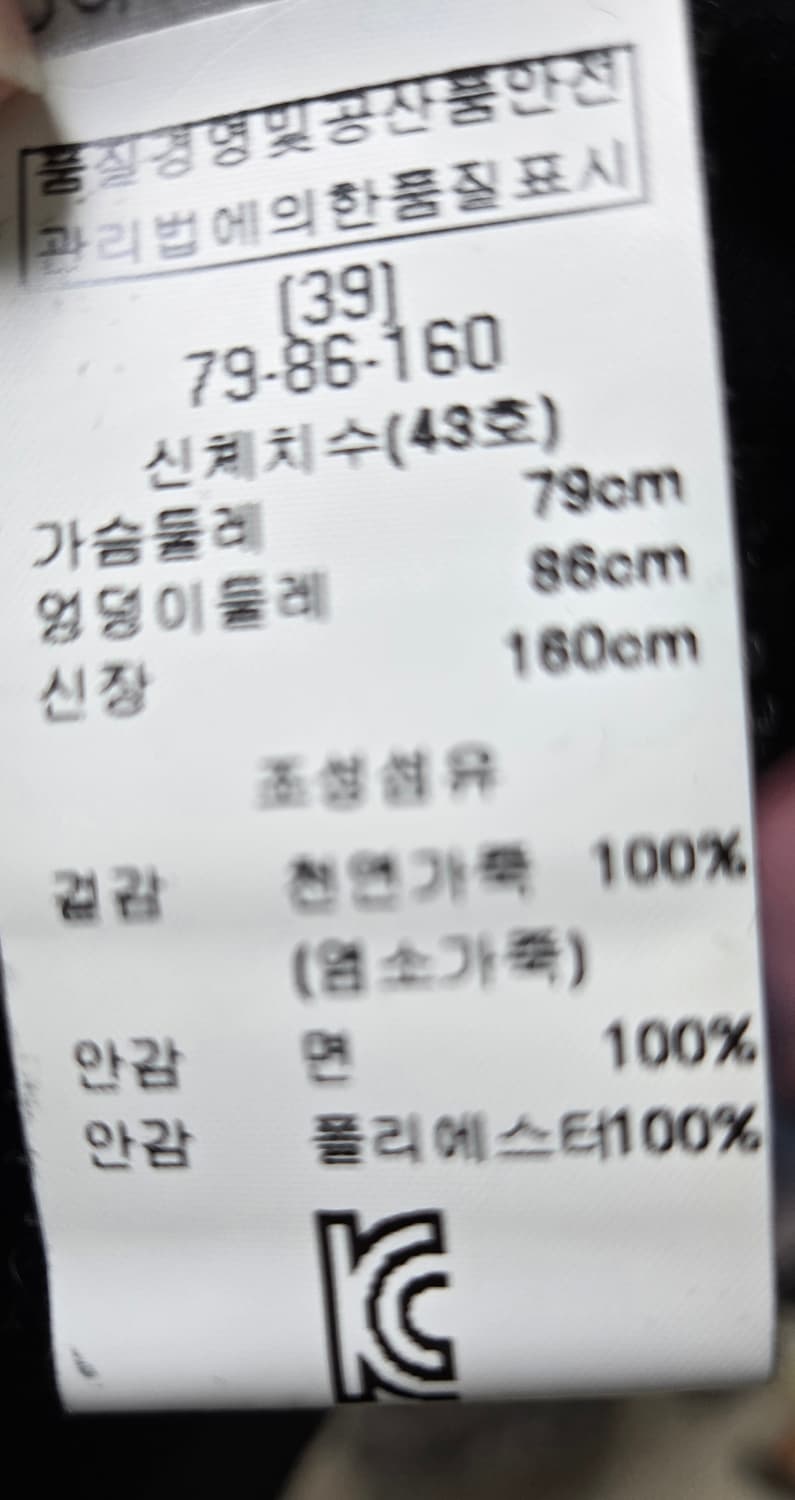 품질경영및공산품안전
관리법에의한품질표시
[39]
79-86-160
신체치수(43호)
가슴둘레 79cm
엉덩이둘레 86cm
신장 160cm
조성섬유
겉감 천연가죽 100%
(염소가죽)
안감 면 100%
안감 폴리에스터100%
KC